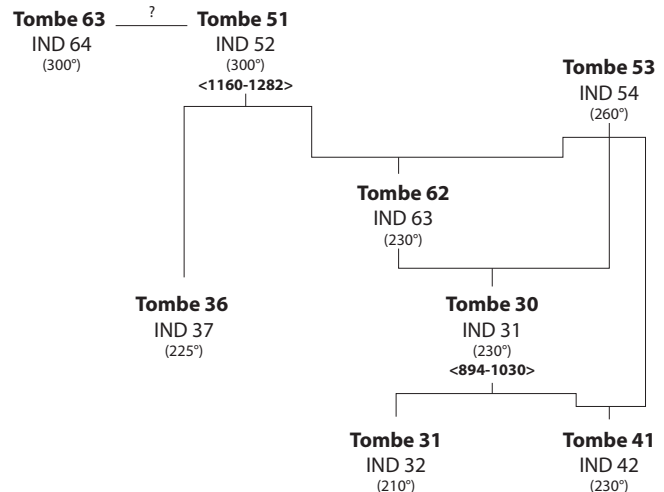 ?
Tombe 63
IND 64
(300°)
Tombe 51
IND 52
(300°)
<1160-1282>
Tombe 53
IND 54
(260°)
Tombe 62
IND 63
(230°)
Tombe 36
IND 37
(225°)
Tombe 30
IND 31
(230°)
<894-1030>
Tombe 31
IND 32
(210°)
Tombe 41
IND 42
(230°)